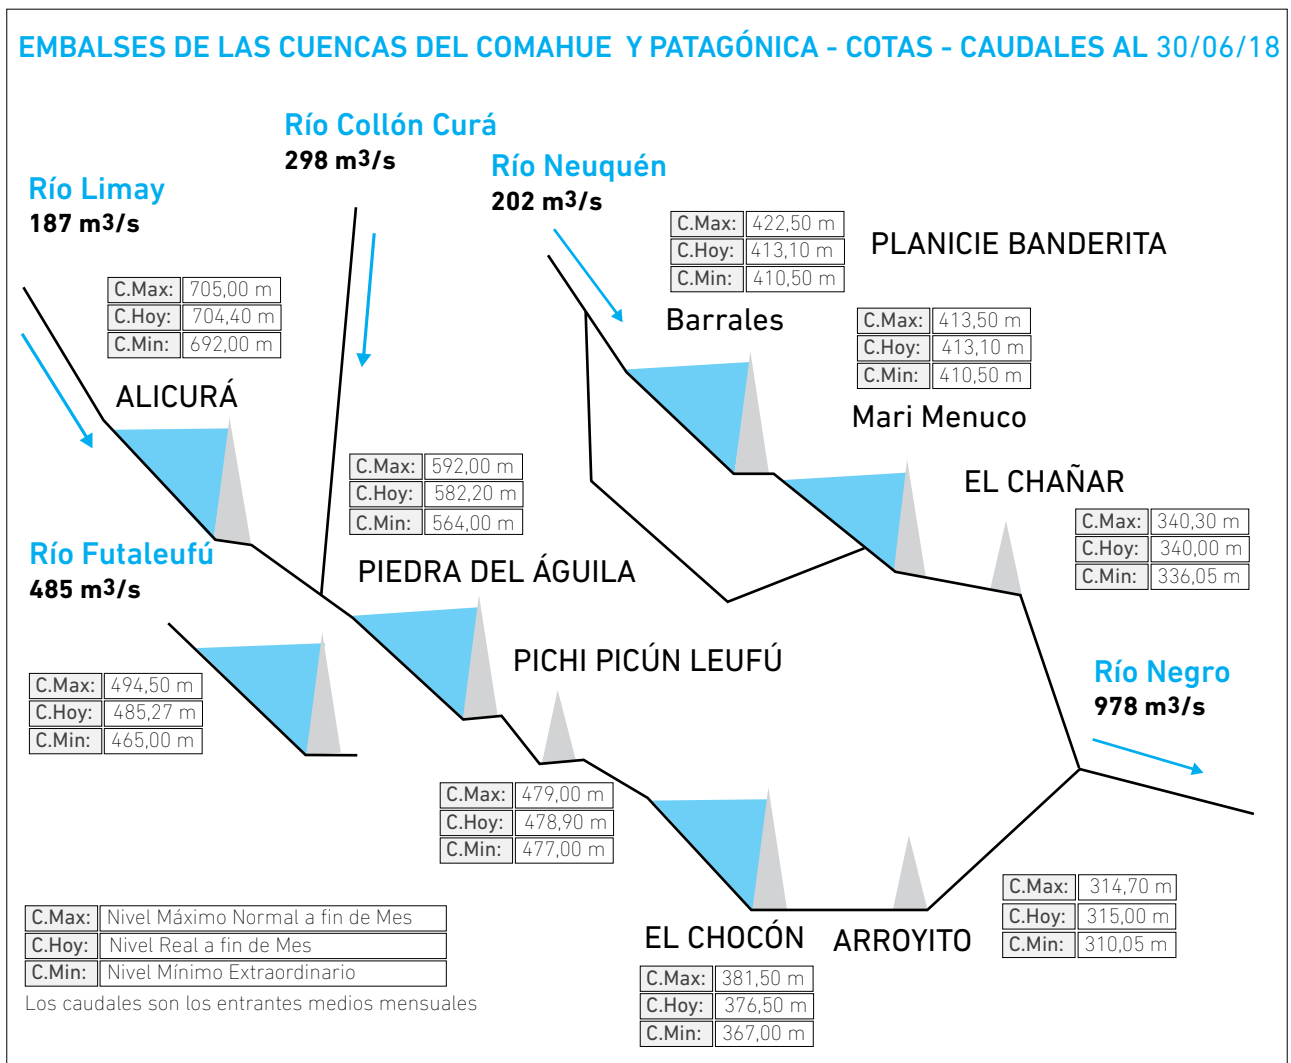 EMBALSES DE LAS CUENCAS DEL COMAHUE Y PATAGÓNICA - COTAS - CAUDALES AL 30/06/18
Río Collón Curá
298 m3/s
Río Neuquén
202 m3/s
Río Limay
187 m3/s
C.Max: 422,50 m
C.Hoy: 413,10 m
C.Min: 410,50 m
PLANICIE BANDERITA
C.Max: 705,00 m
C.Hoy: 704,40 m
C.Min: 692,00 m
Barrales
C.Max: 413,50 m
C.Hoy: 413,10 m
C.Min: 410,50 m
ALICURÁ
Mari Menuco
C.Max: 592,00 m
C.Hoy: 582,20 m
C.Min: 564,00 m
EL CHAÑAR
C.Max: 340,30 m
C.Hoy: 340,00 m
C.Min: 336,05 m
Río Futaleufú
485 m3/s
PIEDRA DEL ÁGUILA
PICHI PICÚN LEUFÚ
Río Negro
978 m3/s
C.Max: 494,50 m
C.Hoy: 485,27 m
C.Min: 465,00 m
C.Max: 479,00 m
C.Hoy: 478,90 m
C.Min: 477,00 m
C.Max: 314,70 m
C.Hoy: 315,00 m
C.Min: 310,05 m
C.Max: Nivel Máximo Normal a fin de Mes
C.Hoy: Nivel Real a fin de Mes
C.Min: Nivel Mínimo Extraordinario
Los caudales son los entrantes medios mensuales
EL CHOCÓN
ARROYITO
C.Max: 381,50 m
C.Hoy: 376,50 m
C.Min: 367,00 m